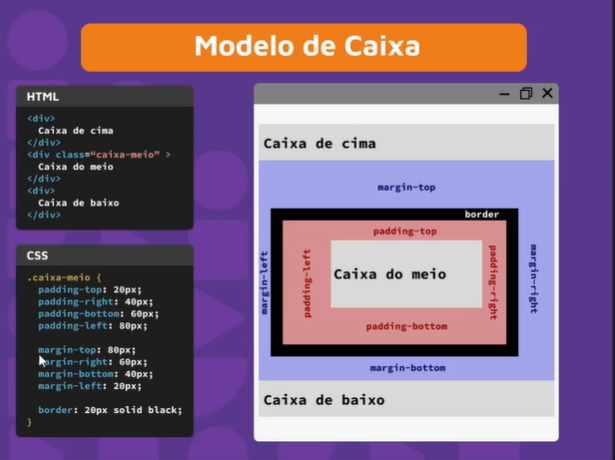 Modelo de Caixa
HTML
<div>
Caixa de cima
</div>
<div class="caixa-meio" >
Caixa do meio
</div>
<div>
Caixa de baixo
</div>
CSS
.caixa-meio {
padding-top: 20px;
padding-right: 40px;
padding-bottom: 60px;
padding-left: 80px;
margin-top: 80px;
margin-right: 60px;
margin-bottom: 40px;
margin-left: 20px;
border: 20px solid black;
}
Caixa de cima
margin-top
border
padding-top
margin-left
padding-left
Caixa do meio
padding-right
margin-right
padding-bottom
margin-bottom
Caixa de baixo